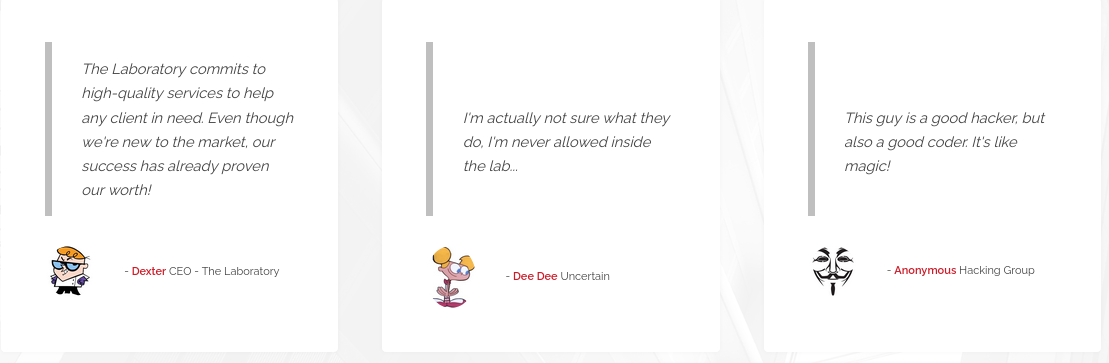 The Laboratory commits to
high-quality services to help
any client in need. Even though
we're new to the market, our
success has already proven
our worth!
- Dexter CEO - The Laboratory
I'm actually not sure what they
do, I'm never allowed inside
the lab...
- Dee Dee Uncertain
This guy is a good hacker, but
also a good coder. It's like
magic!
- Anonymous Hacking Group